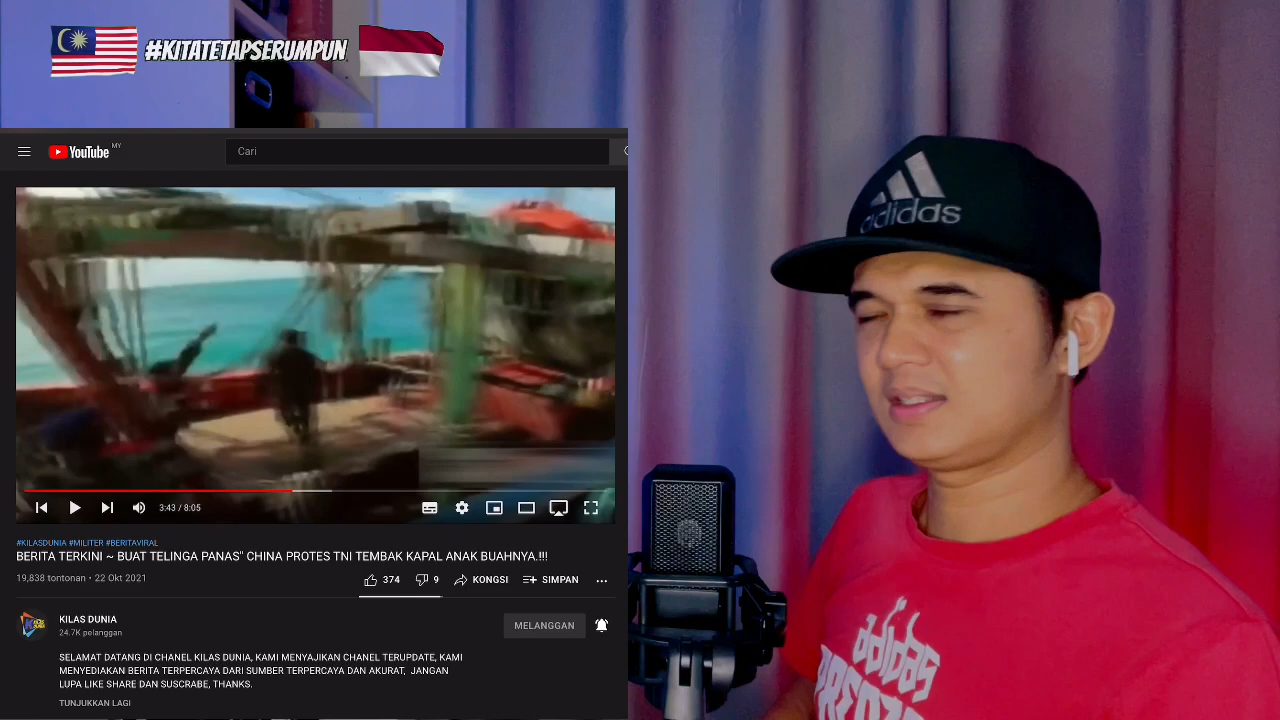 #KITATETAPSERUMPUN
YouTube MY
Cari
3:43 / 8:05
#KILASDUNIA #MILITER #BERITAVIRAL
BERITA TERKINI ~ BUAT TELINGA PANAS" CHINA PROTES TNI TEMBAK KAPAL ANAK BUAHNYA.!!!
19,838 tontonan • 22 Okt 2021
374
9
KONGSI
SIMPAN
KILAS DUNIA
24.7K pelanggan
MELANGGAN
SELAMAT DATANG DI CHANEL KILAS DUNIA, KAMI MENYAJIKAN CHANEL TERUPDATE, KAMI
MENYEDIAKAN BERITA TERPERCAYA DARI SUMBER TERPERCAYA DAN AKURAT, JANGAN
LUPA LIKE SHARE DAN SUSCRABE, THANKS.
TUNJUKKAN LAGI
adidas
adidas